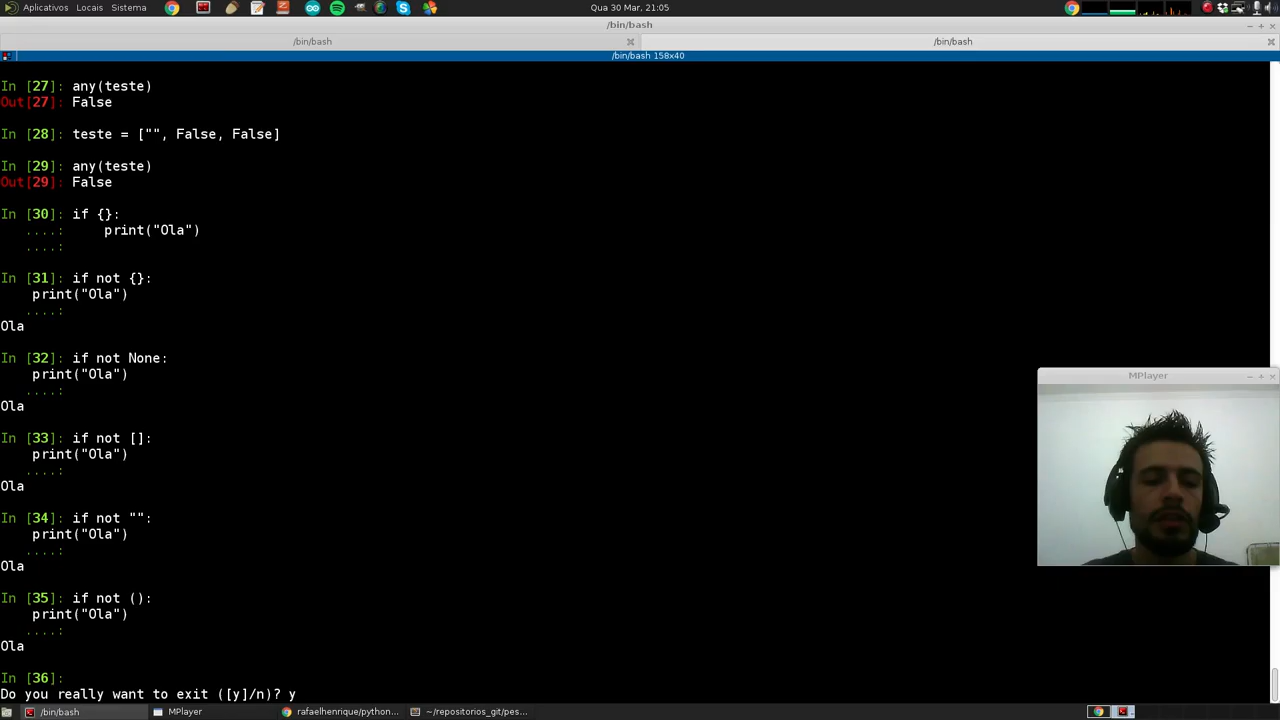 Aplicativos Locais Sistema
Qua 30 Mar, 21:05
/bin/bash
/bin/bash
/bin/bash
/bin/bash 158x40
In [27]: any(teste)
Out[27]: False
In [28]: teste = ["", False, False]
In [29]: any(teste)
Out[29]: False
In [30]: if {}:
....:     print("Ola")
....:
In [31]: if not {}:
print("Ola")
....:
Ola
In [32]: if not None:
print("Ola")
....:
Ola
In [33]: if not []:
print("Ola")
....:
Ola
In [34]: if not "":
print("Ola")
....:
Ola
In [35]: if not ():
print("Ola")
....:
Ola
In [36]:
Do you really want to exit ([y]/n)? y
MPlayer
/bin/bash
MPlayer
rafaelhenrique/python...
~/repositorios_git/pes...